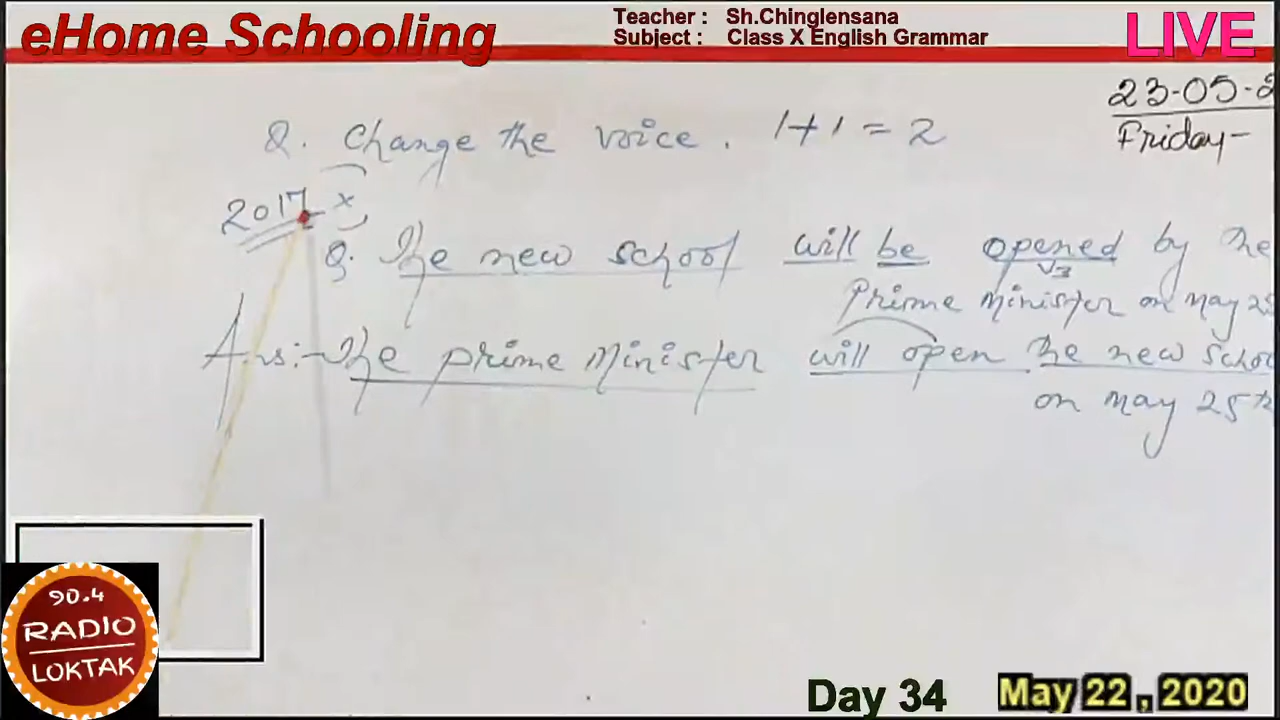 eHome Schooling
Teacher : Sh.Chinglensana
Subject : Class X English Grammar
LIVE
23-05-2
Friday-
Q. Change the voice. 1+1=2
2017 X
Q. The new school will be opened by the
V3
Prime Minister on May 25
Ans:- The prime Minister will open the new schoo
on may 25th
90.4
RADIO
LOKTAK
Day 34
May 22 , 2020